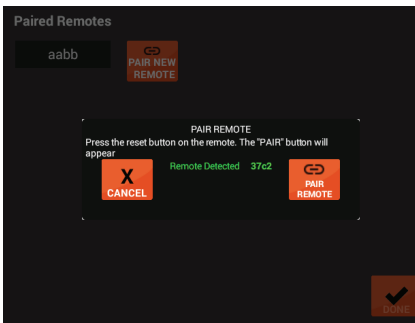 Paired Remotes
aabb
PAIR NEW
REMOTE
PAIR REMOTE
Press the reset button on the remote. The "PAIR" button will
appear
Remote Detected 37c2
X
CANCEL
PAIR
REMOTE
DONE